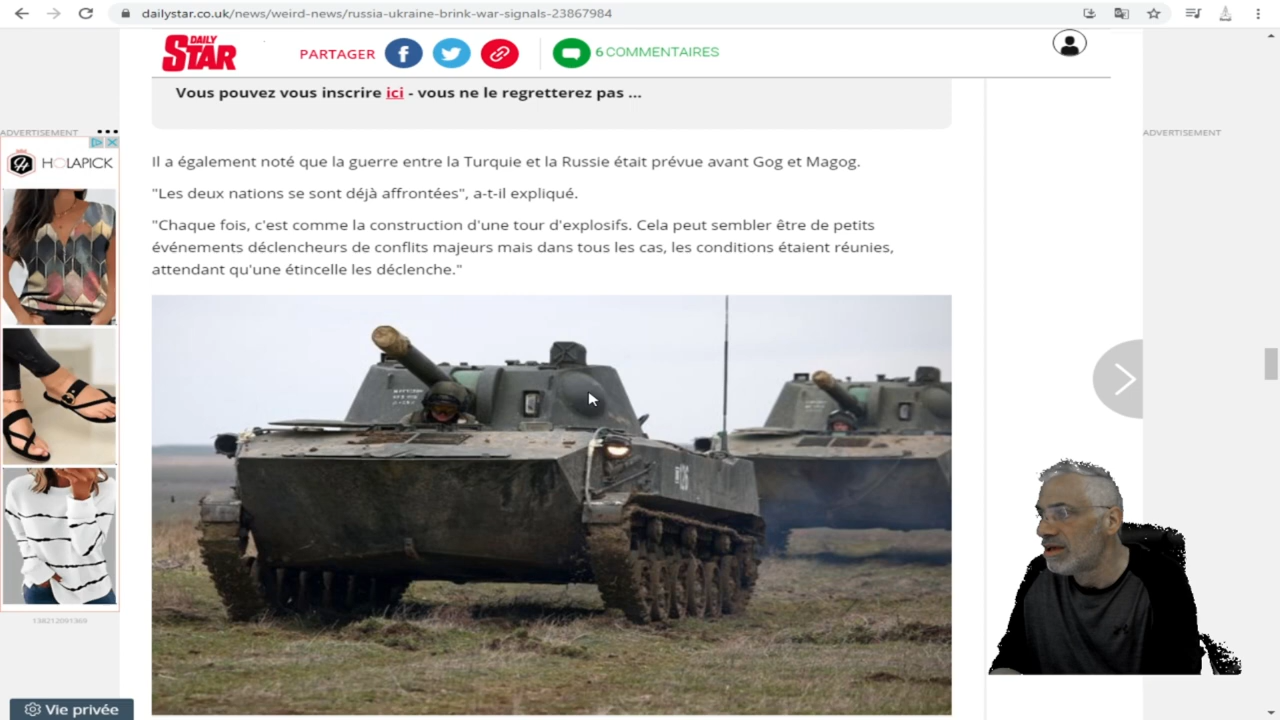 dailystar.co.uk/news/weird-news/russia-ukraine-brink-war-signals-23867984
DAILY
STAR
PARTAGER
6 COMMENTAIRES
Vous pouvez vous inscrire ici - vous ne le regretterez pas ...
ADVERTISEMENT
ADVERTISEMENT
HOLAPICK
Il a également noté que la guerre entre la Turquie et la Russie était prévue avant Gog et Magog.
"Les deux nations se sont déjà affrontées", a-t-il expliqué.
"Chaque fois, c'est comme la construction d'une tour d'explosifs. Cela peut sembler être de petits
événements déclencheurs de conflits majeurs mais dans tous les cas, les conditions étaient réunies,
attendant qu'une étincelle les déclenche."
138212091369
Vie privée